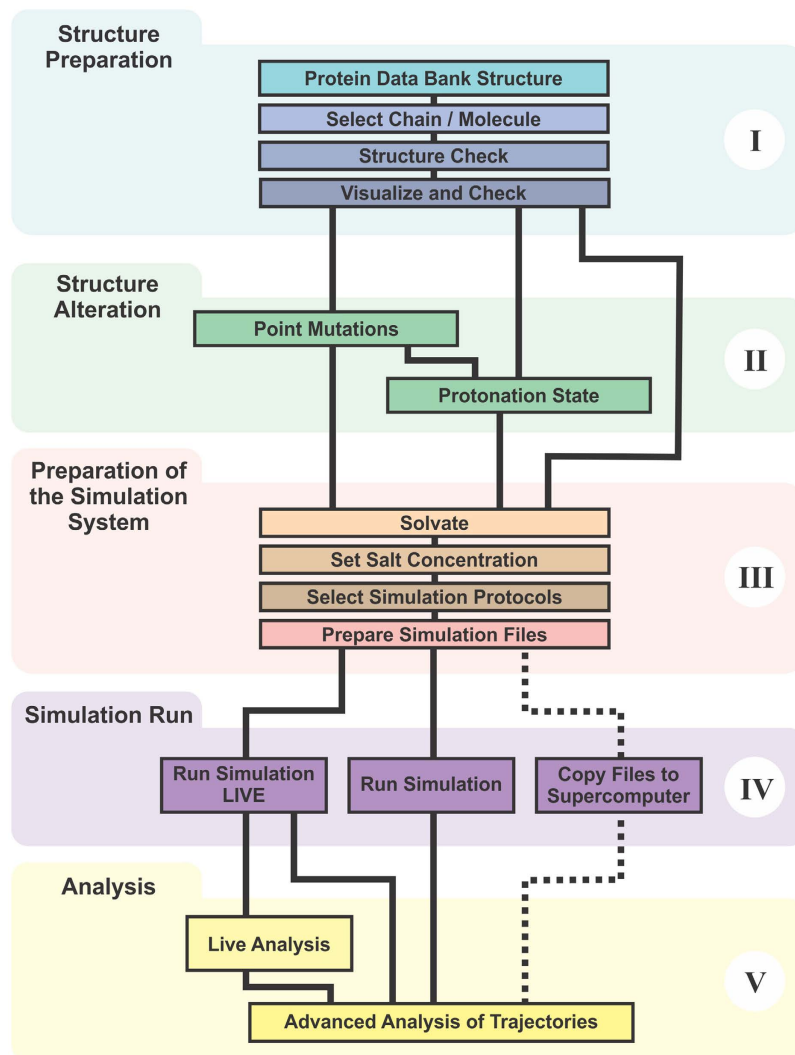 Structure
Preparation
Protein Data Bank Structure
Select Chain / Molecule
Structure Check
Visualize and Check
I
Structure
Alteration
Point Mutations
Protonation State
II
Preparation of
the Simulation
System
Solvate
Set Salt Concentration
Select Simulation Protocols
Prepare Simulation Files
III
Simulation Run
Run Simulation
LIVE
Run Simulation
Copy Files to
Supercomputer
IV
Analysis
Live Analysis
Advanced Analysis of Trajectories
V